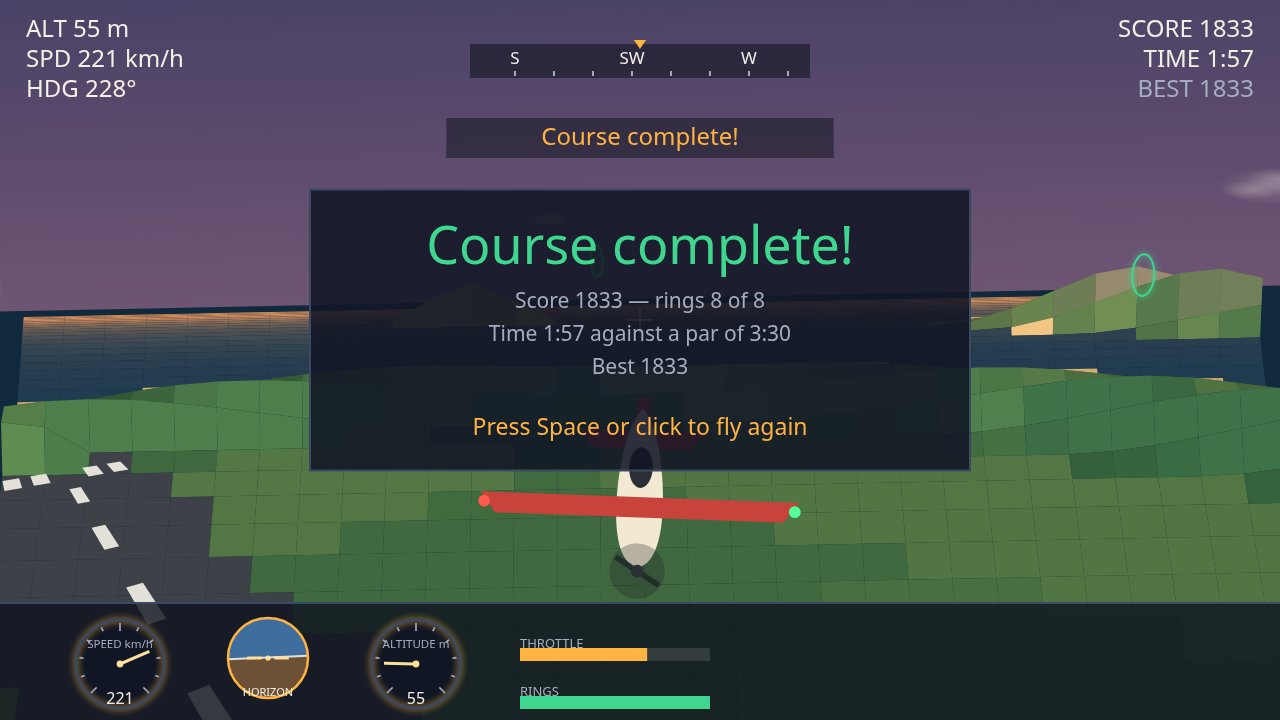 ALT 55 m
SPD 221 km/h
HDG 228°
S SW W
SCORE 1833
TIME 1:57
BEST 1833
Course complete!
Course complete!
Score 1833 — rings 8 of 8
Time 1:57 against a par of 3:30
Best 1833
Press Space or click to fly again
SPEED km/h
221
HORIZON
ALTITUDE m
55
THROTTLE
RINGS